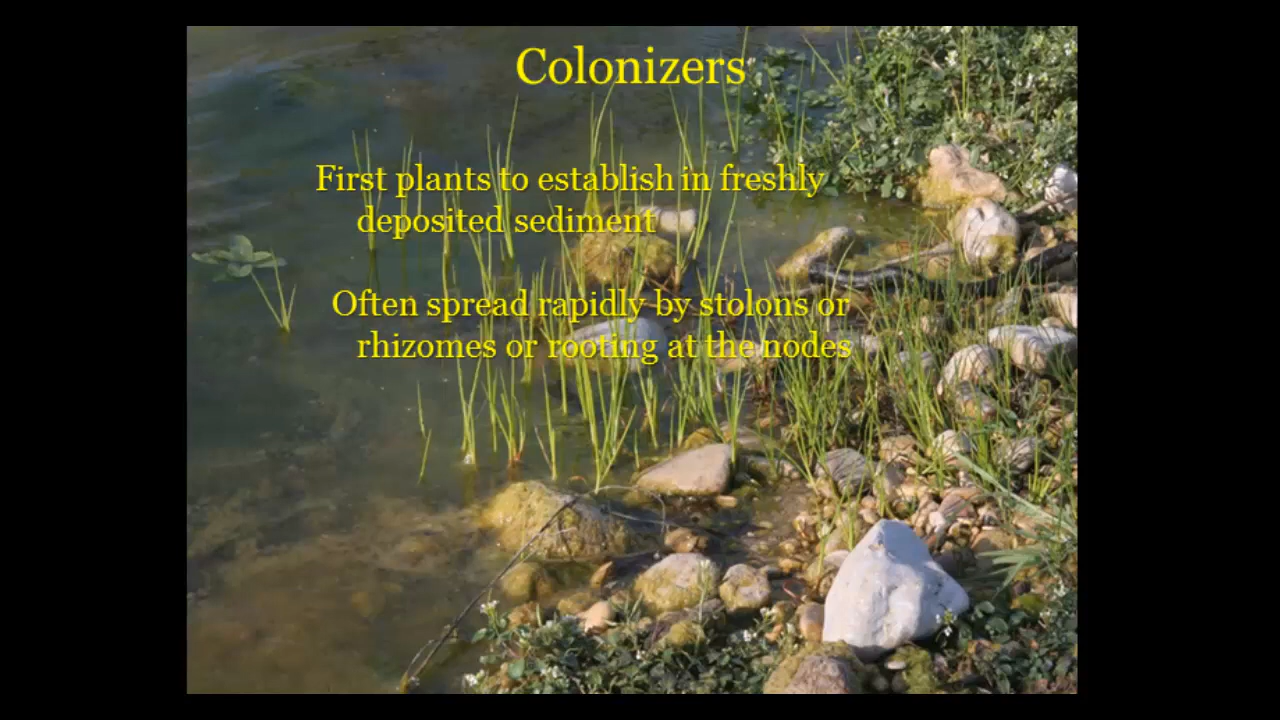 Colonizers
First plants to establish in freshly
deposited sediment
Often spread rapidly by stolons or
rhizomes or rooting at the nodes